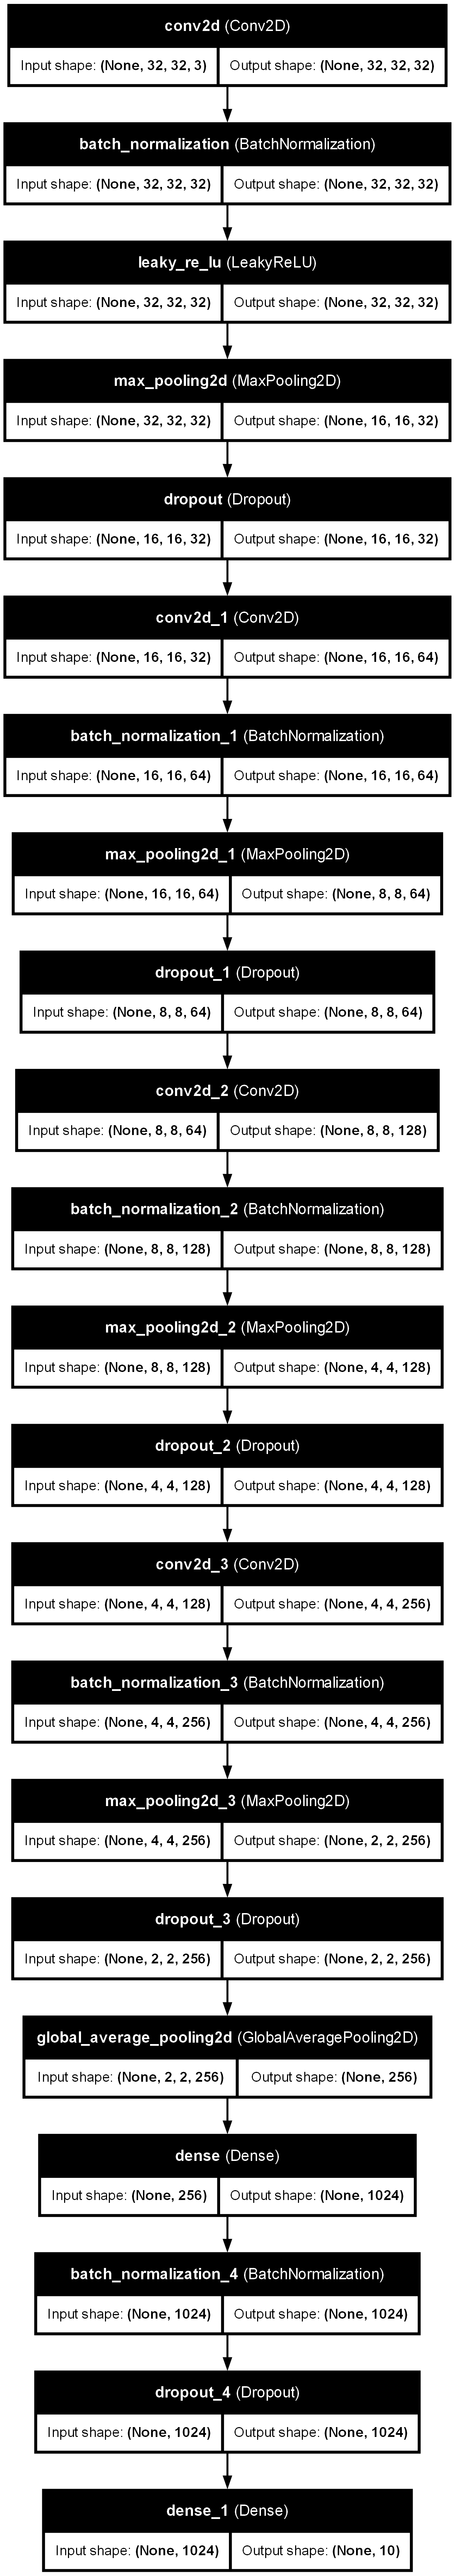 conv2d (Conv2D)
Input shape: (None, 32, 32, 3) Output shape: (None, 32, 32, 32)
batch_normalization (BatchNormalization)
Input shape: (None, 32, 32, 32) Output shape: (None, 32, 32, 32)
leaky_re_lu (LeakyReLU)
Input shape: (None, 32, 32, 32) Output shape: (None, 32, 32, 32)
max_pooling2d (MaxPooling2D)
Input shape: (None, 32, 32, 32) Output shape: (None, 16, 16, 32)
dropout (Dropout)
Input shape: (None, 16, 16, 32) Output shape: (None, 16, 16, 32)
conv2d_1 (Conv2D)
Input shape: (None, 16, 16, 32) Output shape: (None, 16, 16, 64)
batch_normalization_1 (BatchNormalization)
Input shape: (None, 16, 16, 64) Output shape: (None, 16, 16, 64)
max_pooling2d_1 (MaxPooling2D)
Input shape: (None, 16, 16, 64) Output shape: (None, 8, 8, 64)
dropout_1 (Dropout)
Input shape: (None, 8, 8, 64) Output shape: (None, 8, 8, 64)
conv2d_2 (Conv2D)
Input shape: (None, 8, 8, 64) Output shape: (None, 8, 8, 128)
batch_normalization_2 (BatchNormalization)
Input shape: (None, 8, 8, 128) Output shape: (None, 8, 8, 128)
max_pooling2d_2 (MaxPooling2D)
Input shape: (None, 8, 8, 128) Output shape: (None, 4, 4, 128)
dropout_2 (Dropout)
Input shape: (None, 4, 4, 128) Output shape: (None, 4, 4, 128)
conv2d_3 (Conv2D)
Input shape: (None, 4, 4, 128) Output shape: (None, 4, 4, 256)
batch_normalization_3 (BatchNormalization)
Input shape: (None, 4, 4, 256) Output shape: (None, 4, 4, 256)
max_pooling2d_3 (MaxPooling2D)
Input shape: (None, 4, 4, 256) Output shape: (None, 2, 2, 256)
dropout_3 (Dropout)
Input shape: (None, 2, 2, 256) Output shape: (None, 2, 2, 256)
global_average_pooling2d (GlobalAveragePooling2D)
Input shape: (None, 2, 2, 256) Output shape: (None, 256)
dense (Dense)
Input shape: (None, 256) Output shape: (None, 1024)
batch_normalization_4 (BatchNormalization)
Input shape: (None, 1024) Output shape: (None, 1024)
dropout_4 (Dropout)
Input shape: (None, 1024) Output shape: (None, 1024)
dense_1 (Dense)
Input shape: (None, 1024) Output shape: (None, 10)